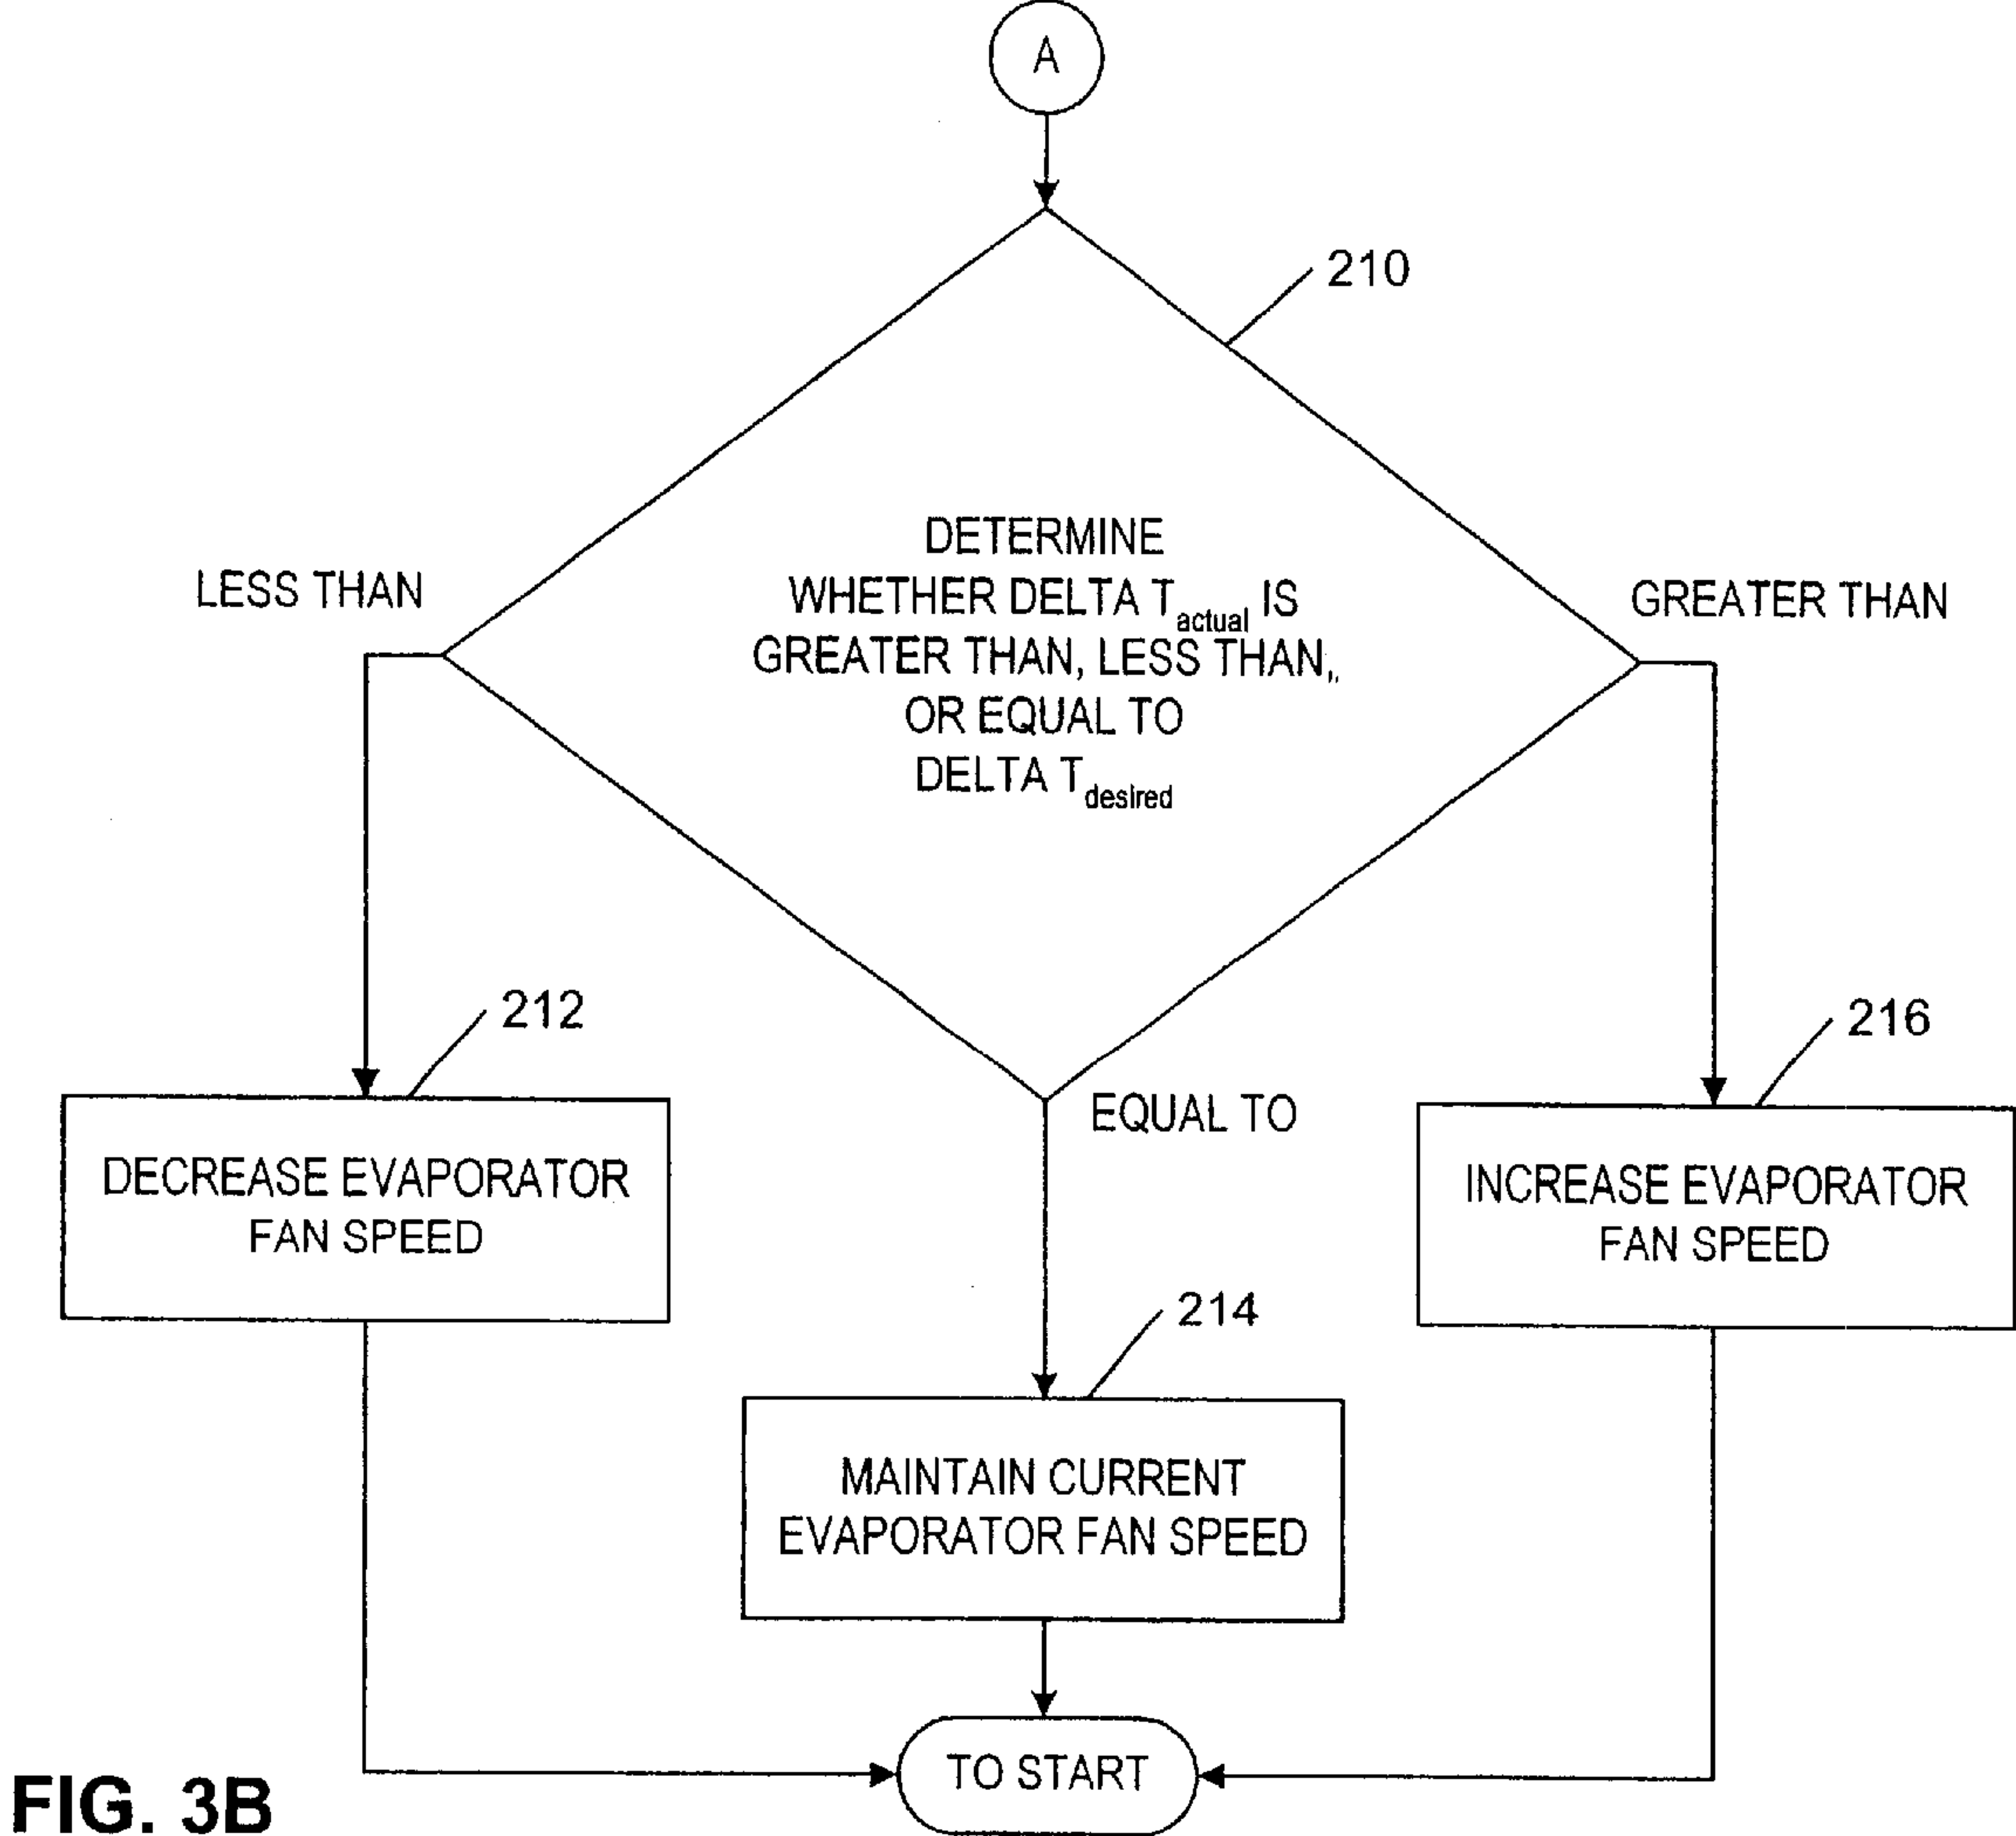 A
210
DETERMINE
WHETHER DELTA T actual IS
GREATER THAN, LESS THAN,
OR EQUAL TO
DELTA T desired
LESS THAN
GREATER THAN
EQUAL TO
212
DECREASE EVAPORATOR
FAN SPEED
216
INCREASE EVAPORATOR
FAN SPEED
214
MAINTAIN CURRENT
EVAPORATOR FAN SPEED
TO START
FIG. 3B